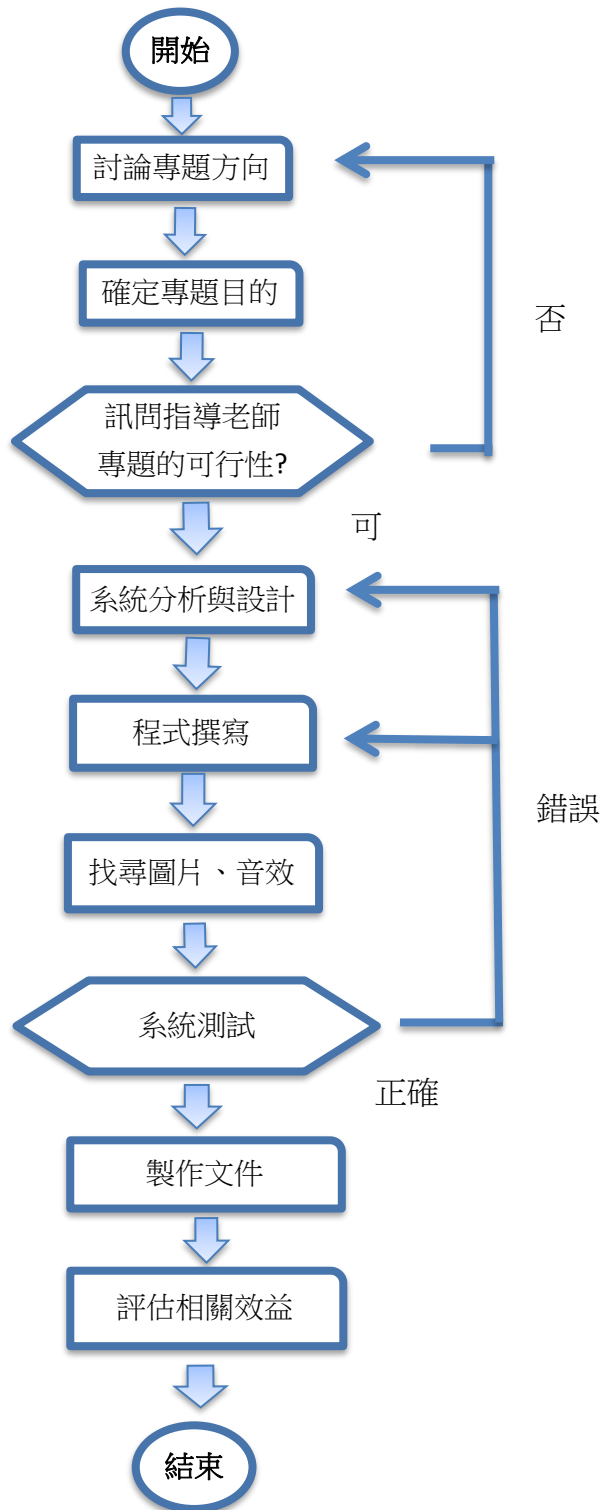 開始
討論專題方向
確定專題目的
否
訊問指導老師
專題的可行性?
可
系統分析與設計
程式撰寫
錯誤
找尋圖片、音效
系統測試
正確
製作文件
評估相關效益
結束